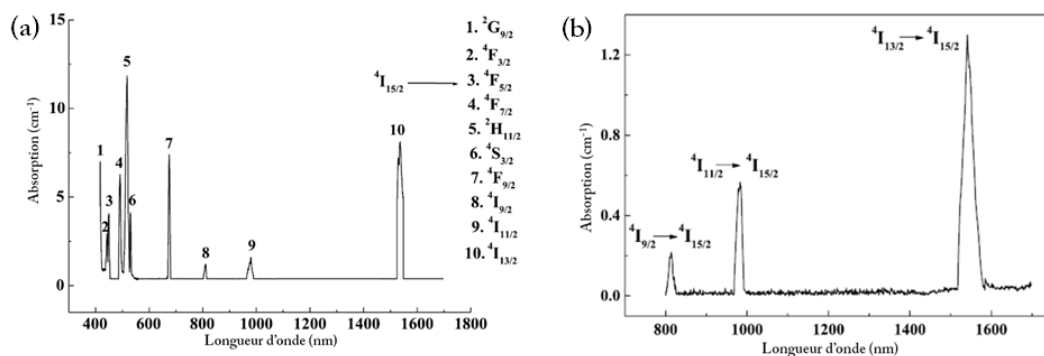 (a)
15
10
5
0
Absorption (cm⁻¹)
1
2
3
4
5
6
7
8
9
10
400 600 800 1000 1200 1400 1600 1800
Longueur d'onde (nm)
⁴I₁₅/₂
1. ²G₉/₂
2. ⁴F₃/₂
3. ⁴F₅/₂
4. ⁴F₇/₂
5. ²H₁₁/₂
6. ⁴S₃/₂
7. ⁴F₉/₂
8. ⁴I₉/₂
9. ⁴I₁₁/₂
10. ⁴I₁₃/₂
(b)
1.2
0.8
0.4
0.0
Absorption (cm⁻¹)
⁴I₉/₂ → ⁴I₁₅/₂
⁴I₁₁/₂ → ⁴I₁₅/₂
⁴I₁₃/₂ → ⁴I₁₅/₂
800 1000 1200 1400 1600
Longueur d'onde (nm)